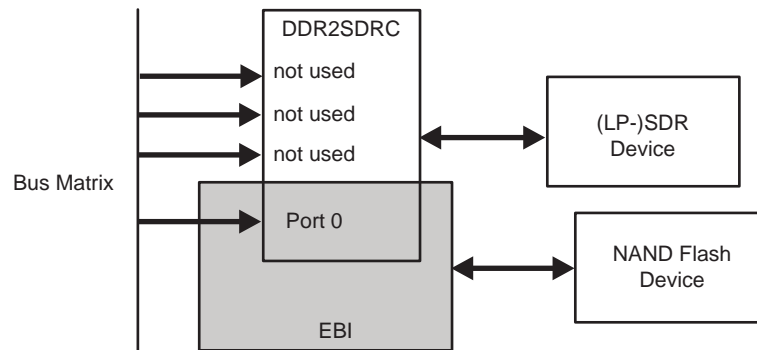 DDR2SDRC
not used
not used
not used
(LP-)SDR
Device
Bus Matrix
Port 0
NAND Flash
Device
EBI